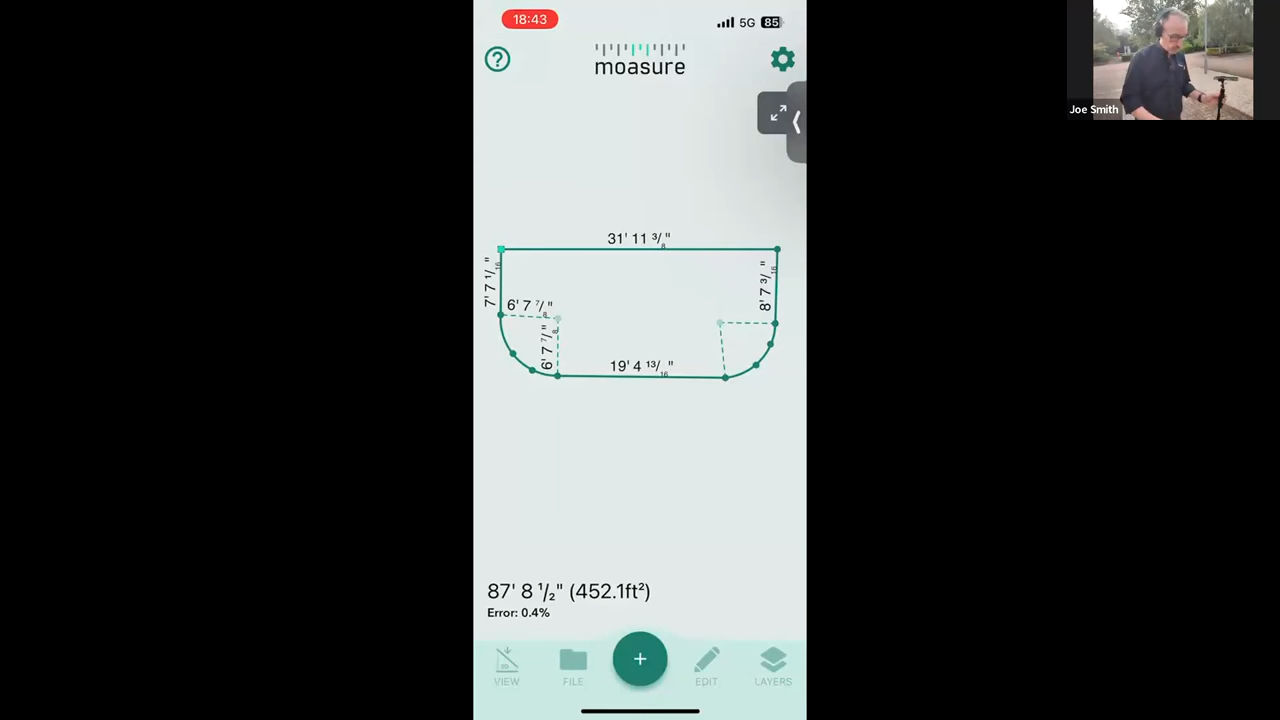 18:43
5G 85
?
moasure
Joe Smith
31' 11 3/8"
7' 7 1/16"
8' 7 3/16"
6' 7 7/8"
6' 7 7/8"
19' 4 13/16"
87' 8 1/2" (452.1ft²)
Error: 0.4%
+
VIEW FILE EDIT LAYERS